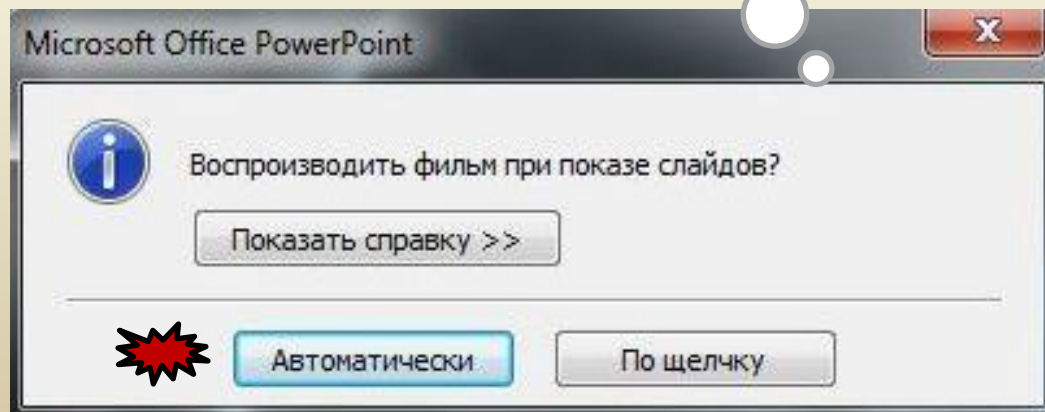 Microsoft Office PowerPoint
Воспроизводить фильм при показе слайдов?
Показать справку >>
Автоматически
По щелчку